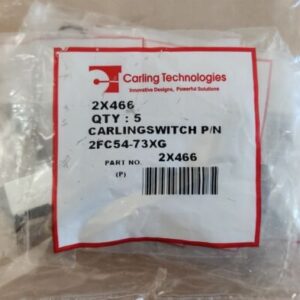 Carling Technologies
Innovative Designs, Powerful Solutions
2X466
QTY : 5
CARLINGSWITCH P/N
2FC54-73XG
PART NO. 2X466
(P)